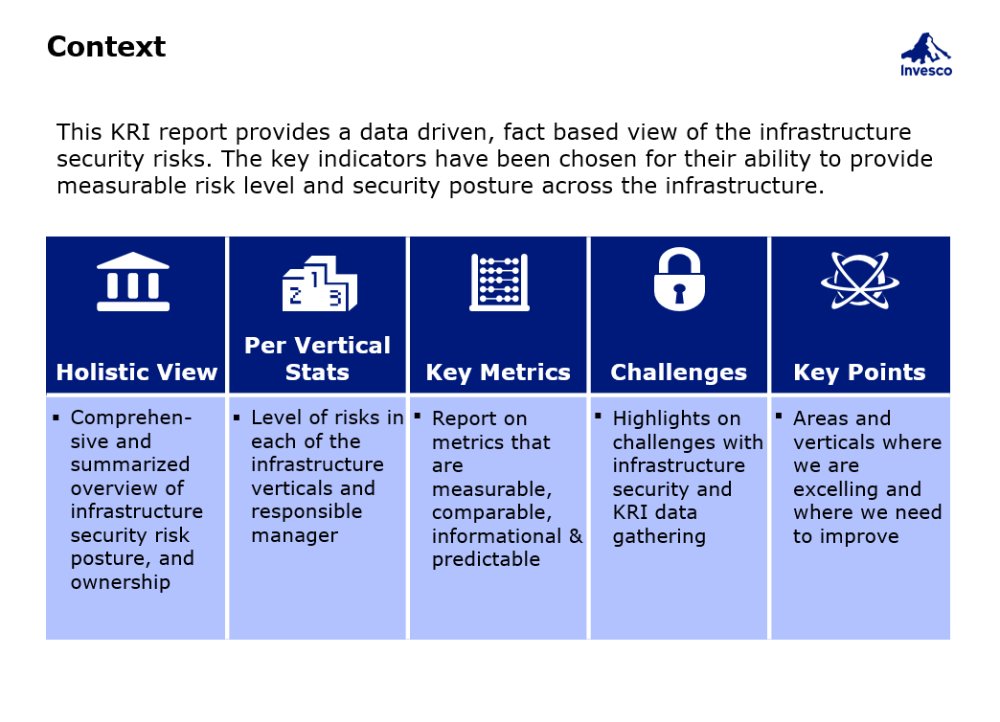 Context
Invesco
This KRI report provides a data driven, fact based view of the infrastructure
security risks. The key indicators have been chosen for their ability to provide
measurable risk level and security posture across the infrastructure.
Holistic View
▪ Comprehen-
sive and
summarized
overview of
infrastructure
security risk
posture, and
ownership
1
2 3
Per Vertical
Stats
▪ Level of risks in
each of the
infrastructure
verticals and
responsible
manager
Key Metrics
▪ Report on
metrics that
are
measurable,
comparable,
informational &
predictable
Challenges
▪ Highlights on
challenges with
infrastructure
security and
KRI data
gathering
Key Points
▪ Areas and
verticals where
we are
excelling and
where we need
to improve